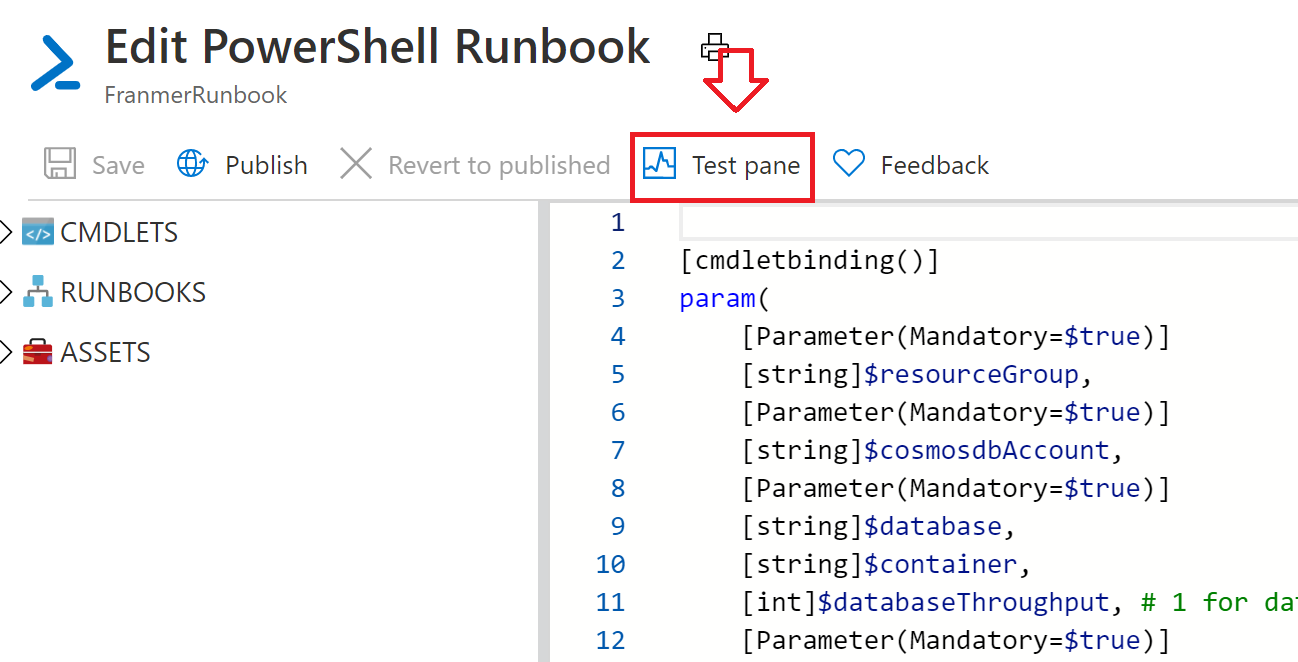 Edit PowerShell Runbook
FranmerRunbook
Save Publish Revert to published Test pane Feedback
CMDLETS
RUNBOOKS
ASSETS
1
2 [cmdletbinding()]
3 param(
4 [Parameter(Mandatory=$true)]
5 [string]$resourceGroup,
6 [Parameter(Mandatory=$true)]
7 [string]$cosmosdbAccount,
8 [Parameter(Mandatory=$true)]
9 [string]$database,
10 [string]$container,
11 [int]$databaseThroughput, # 1 for
12 [Parameter(Mandatory=$true)]